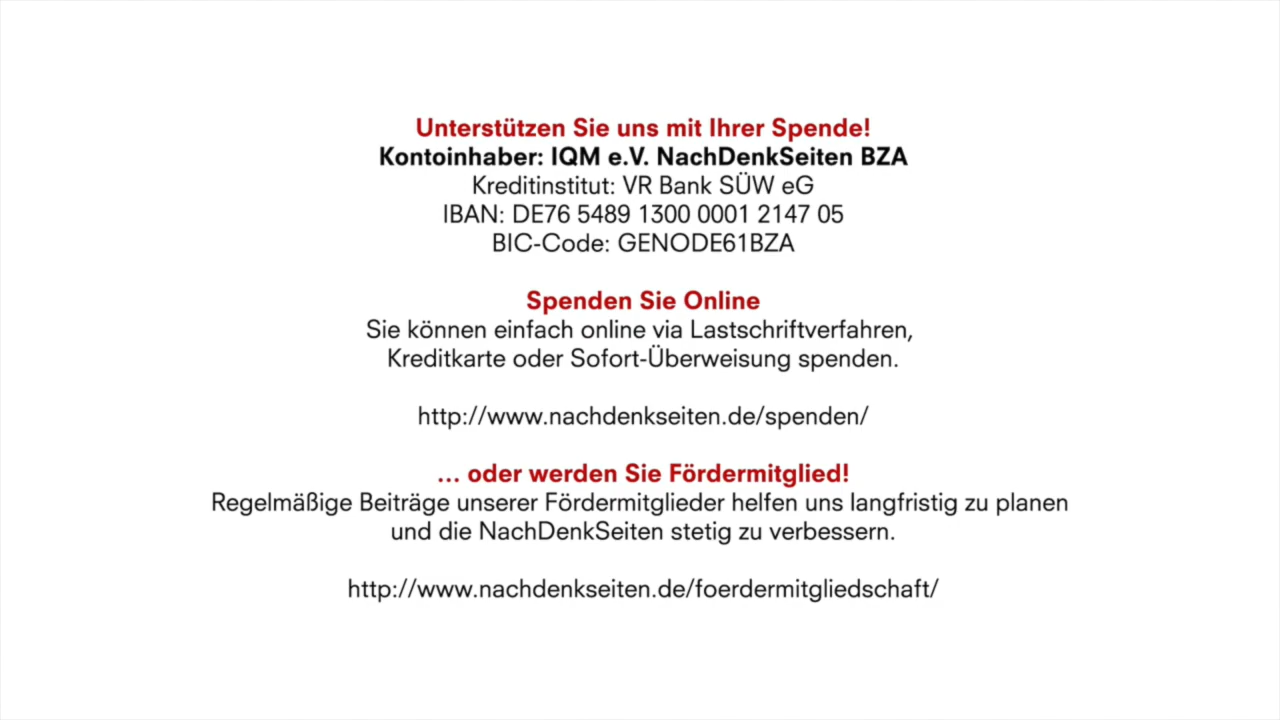 Unterstützen Sie uns mit Ihrer Spende!
Kontoinhaber: IQM e.V. NachDenkSeiten BZA
Kreditinstitut: VR Bank SÜW eG
IBAN: DE76 5489 1300 0001 2147 05
BIC-Code: GENODE61BZA
Spenden Sie Online
Sie können einfach online via Lastschriftverfahren,
Kreditkarte oder Sofort-Überweisung spenden.
http://www.nachdenkseiten.de/spenden/
... oder werden Sie Fördermitglied!
Regelmäßige Beiträge unserer Fördermitglieder helfen uns langfristig zu planen
und die NachDenkSeiten stetig zu verbessern.
http://www.nachdenkseiten.de/foerdermitgliedschaft/